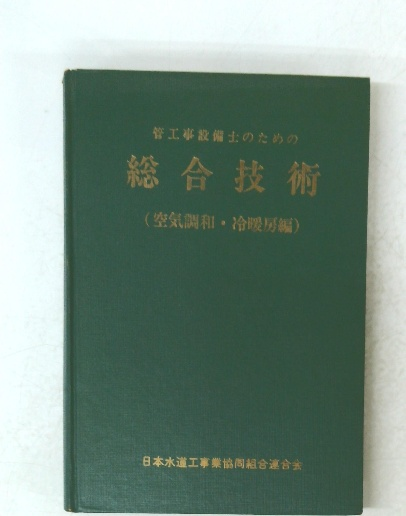 管工事設備士のための
総合技術
(空気調和・冷暖房編)
日本水道工事業協同組合連合会